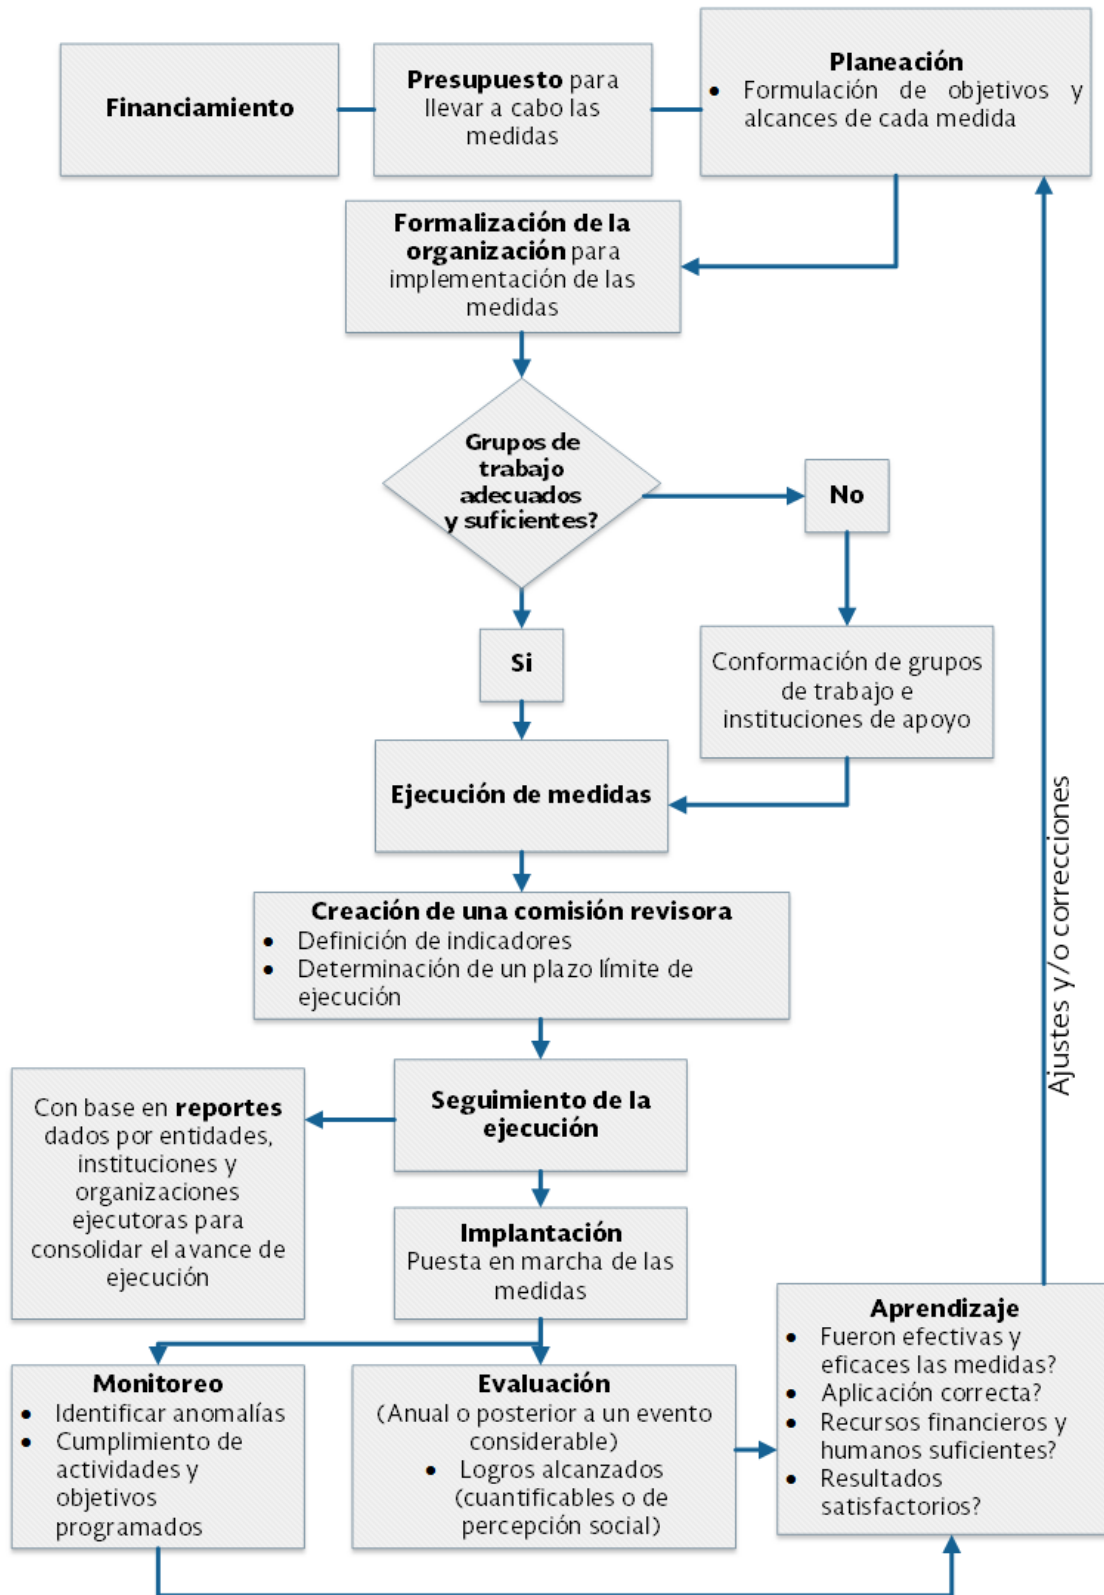 Financiamiento
Presupuesto para
llevar a cabo las
medidas
Planeación
• Formulación de objetivos y
alcances de cada medida
Formalización de la
organización para
implementación de las
medidas
Grupos de
trabajo
adecuados
y suficientes?
No
Si
Conformación de grupos
de trabajo e
instituciones de apoyo
Ejecución de medidas
Creación de una comisión revisora
• Definición de indicadores
• Determinación de un plazo límite de
ejecución
Seguimiento de la
ejecución
Con base en reportes
dados por entidades,
instituciones y
organizaciones
ejecutoras para
consolidar el avance de
ejecución
Implantación
Puesta en marcha de las
medidas
Monitoreo
• Identificar anomalías
• Cumplimiento de
actividades y
objetivos
programados
Evaluación
(Anual o posterior a un evento
considerable)
• Logros alcanzados
(cuantificables o de
percepción social)
Aprendizaje
• Fueron efectivas y
eficaces las medidas?
• Aplicación correcta?
• Recursos financieros y
humanos suficientes?
• Resultados
satisfactorios?
Ajustes y/o correcciones